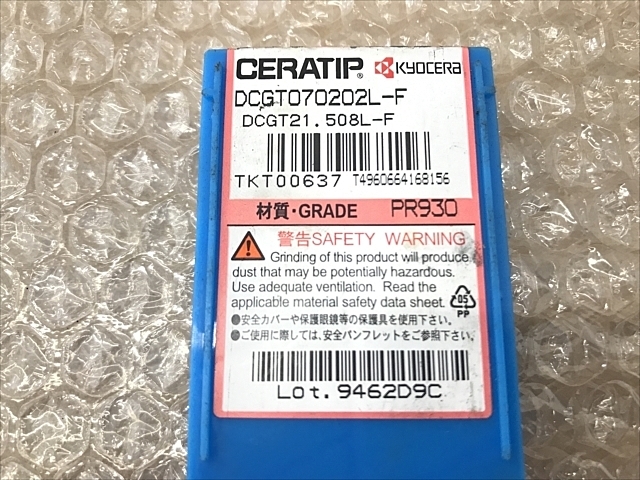 CERATIP® KYOCERA
DCGT070202L-F
DCGT21.508L-F
TKT00637 T4960664168156
材質・GRADE PR930
警告SAFETY WARNING
Grinding of this product will produce
dust that may be potentially hazardous.
Use adequate ventilation. Read the
applicable material safety data sheet.
05
PP
●安全カバーや保護眼鏡等の保護具を使用下さい。
●ご使用に際しては、安全パンフレットをご参照下さい。
Lot.9462D9C